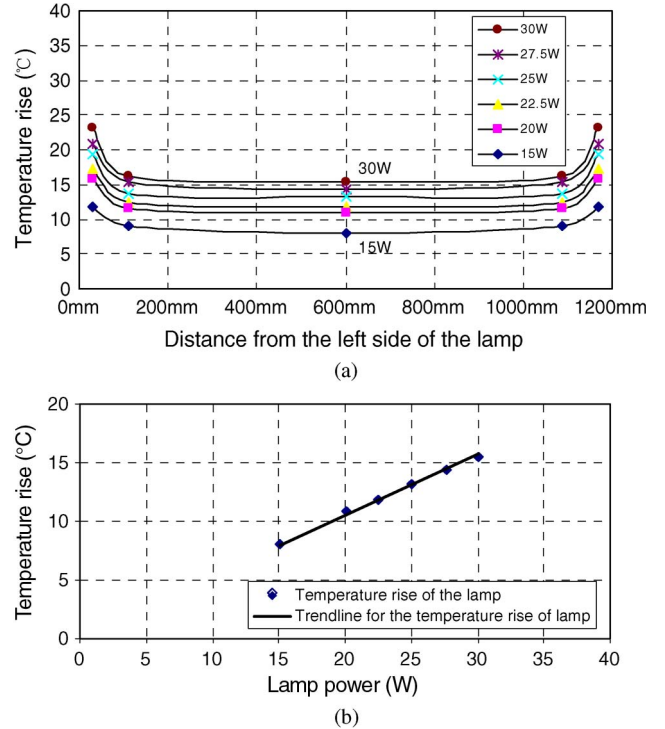 40
35
30
25
20
15
10
5
0
Temperature rise (℃)
30W
27.5W
25W
22.5W
20W
15W
30W
15W
0mm 200mm 400mm 600mm 800mm 1000mm 1200mm
Distance from the left side of the lamp
(a)
20
15
10
5
0
Temperature rise (°C)
Temperature rise of the lamp
Trendline for the temperature rise of lamp
0 5 10 15 20 25 30 35 40
Lamp power (W)
(b)